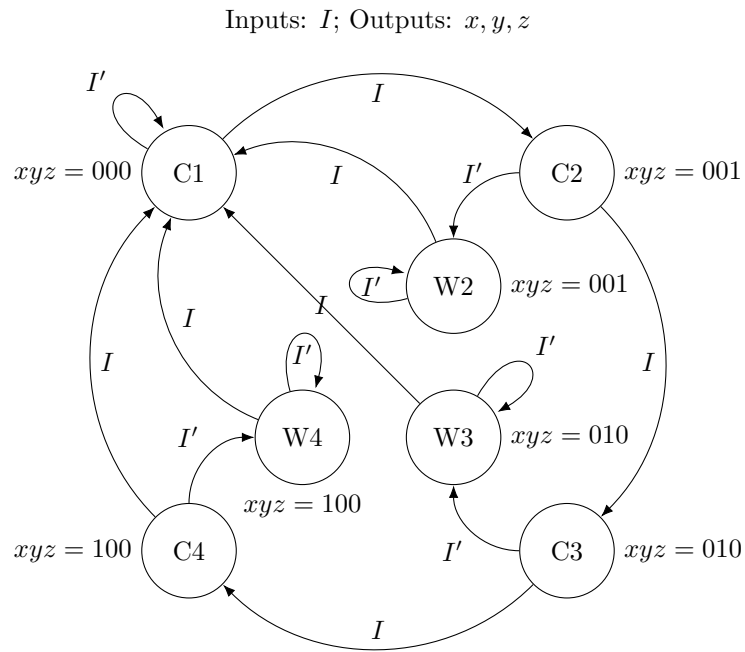 Inputs: I; Outputs: x, y, z
I′
I
xyz = 000
C1
I
I′
C2
xyz = 001
I′
W2
xyz = 001
I
I
I′
I′
I
I
I′
W4
W3
xyz = 010
xyz = 100
xyz = 100
C4
I′
C3
xyz = 010
I